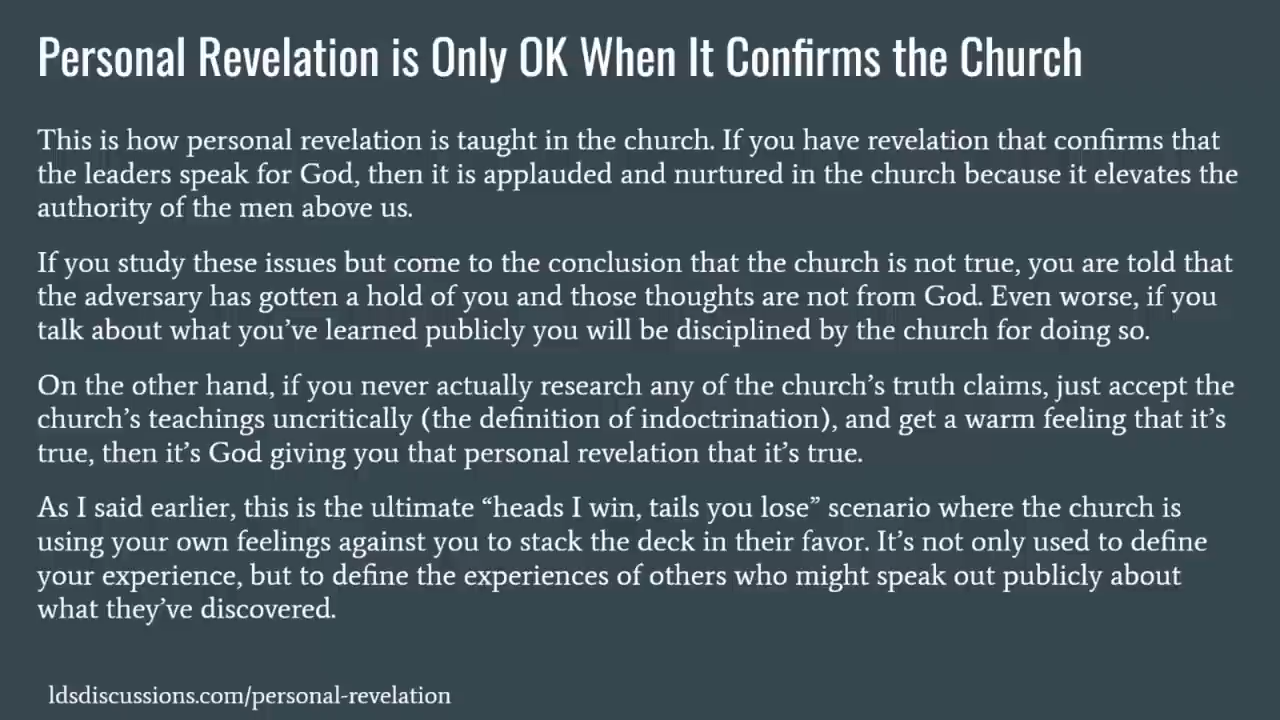 Personal Revelation is Only OK When It Confirms the Church
This is how personal revelation is taught in the church. If you have revelation that confirms that
the leaders speak for God, then it is applauded and nurtured in the church because it elevates the
authority of the men above us.
If you study these issues but come to the conclusion that the church is not true, you are told that
the adversary has gotten a hold of you and those thoughts are not from God. Even worse, if you
talk about what you’ve learned publicly you will be disciplined by the church for doing so.
On the other hand, if you never actually research any of the church’s truth claims, just accept the
church’s teachings uncritically (the definition of indoctrination), and get a warm feeling that it’s
true, then it’s God giving you that personal revelation that it’s true.
As I said earlier, this is the ultimate “heads I win, tails you lose” scenario where the church is
using your own feelings against you to stack the deck in their favor. It’s not only used to define
your experience, but to define the experiences of others who might speak out publicly about
what they’ve discovered.
ldsdiscussions.com/personal-revelation